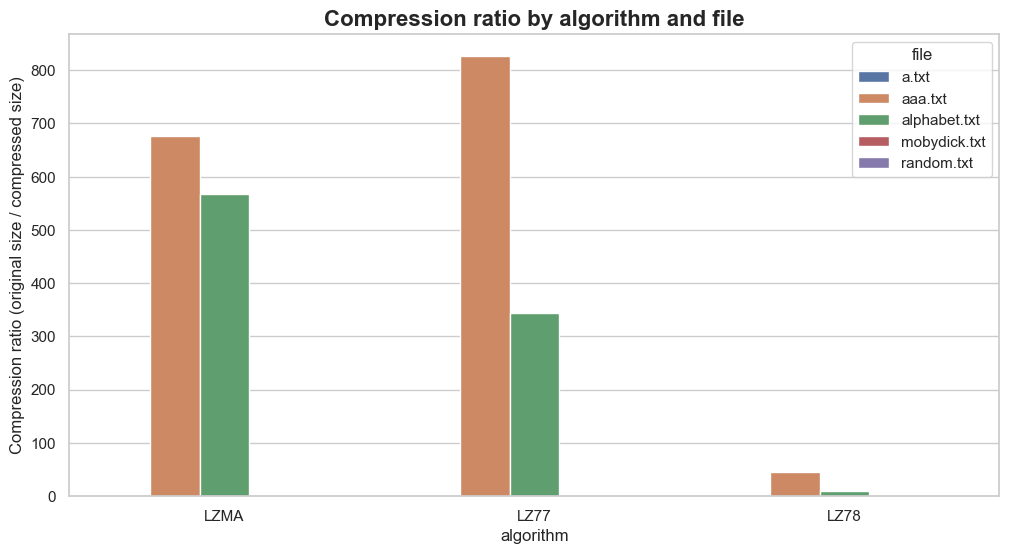 Compression ratio by algorithm and file
Compression ratio (original size / compressed size)
800
700
600
500
400
300
200
100
0
file
a.txt
aaa.txt
alphabet.txt
mobydick.txt
random.txt
LZMA
LZ77
LZ78
algorithm